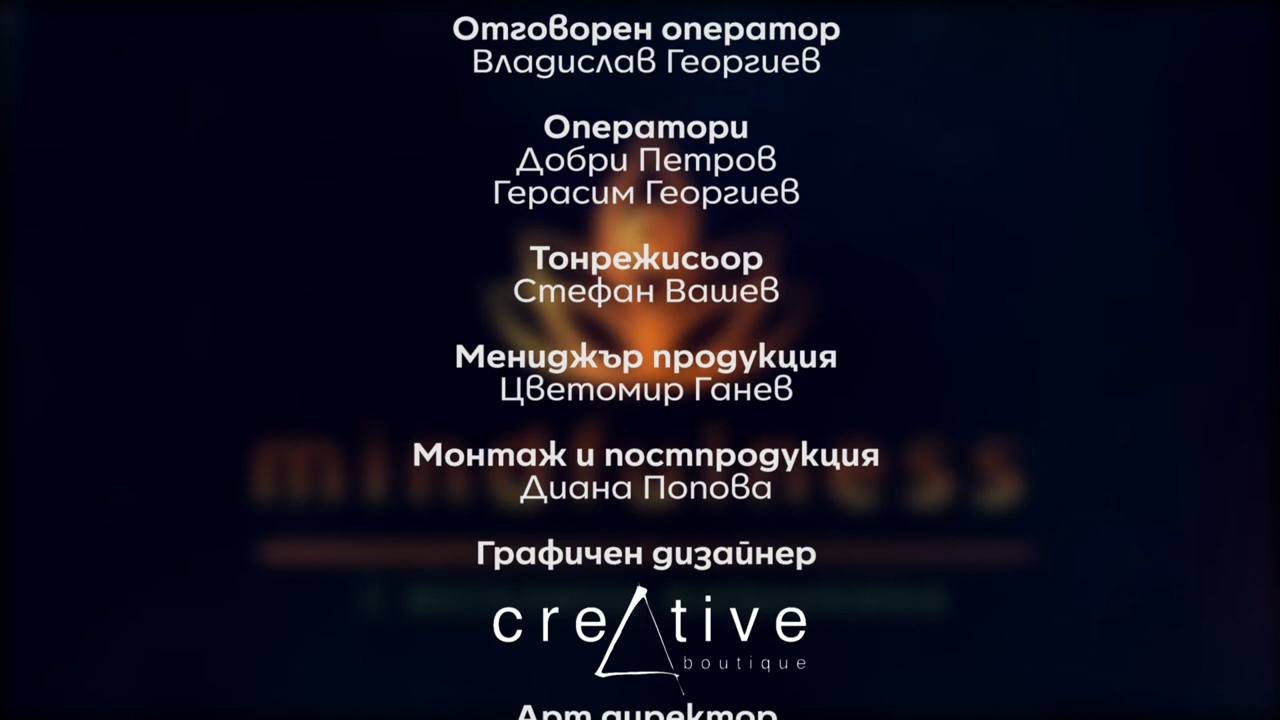 Отговорен оператор
Владислав Георгиев
Оператори
Добри Петров
Герасим Георгиев
Тонрежисьор
Стефан Вашев
Мениджър продукция
Цветомир Ганев
Монтаж и постпродукция
Диана Попова
mindfulness
Графичен дизайнер
creAtive
boutique
Арт директор